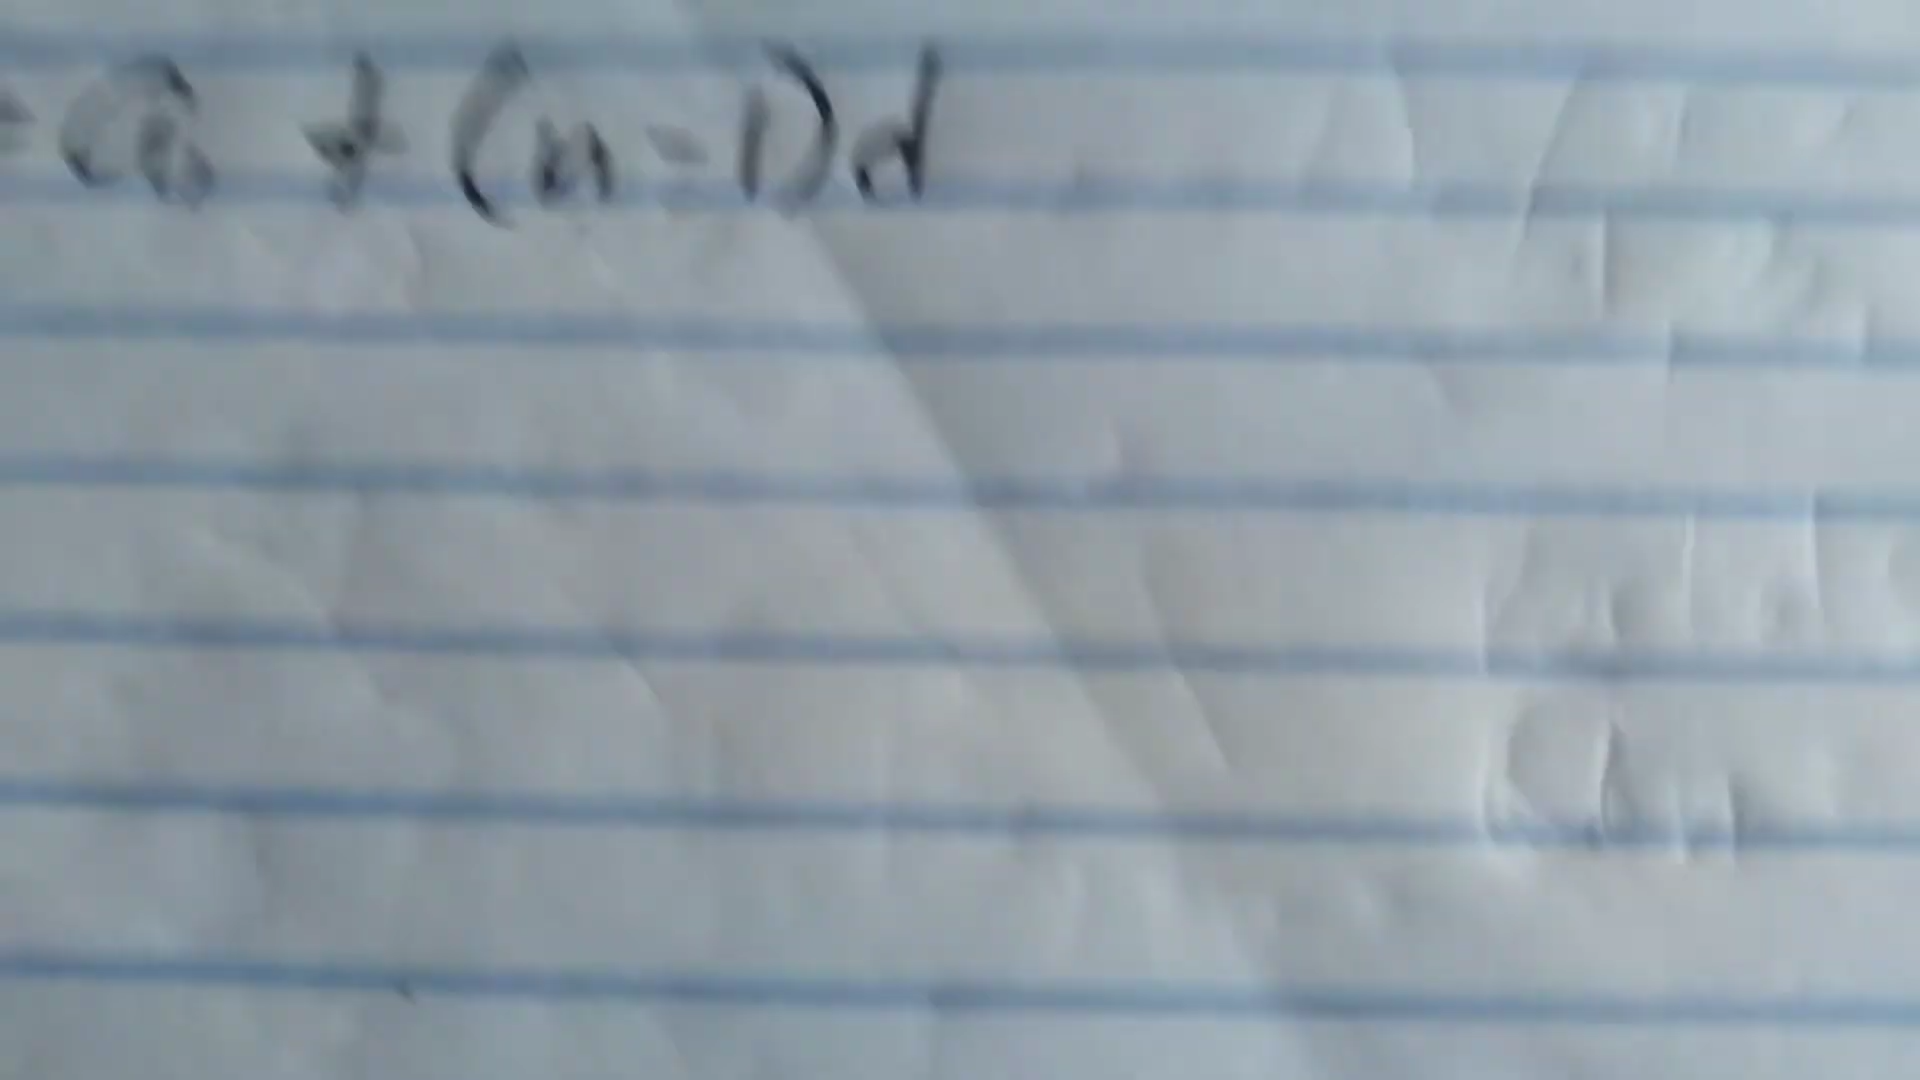 = a + (n - 1)d